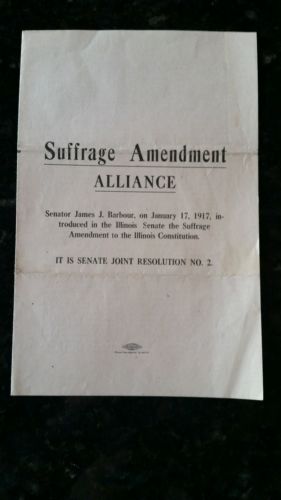 Suffrage Amendment
ALLIANCE
Senator James J. Barbour, on January 17, 1917, in-
troduced in the Illinois Senate the Suffrage
Amendment to the Illinois Constitution.
IT IS SENATE JOINT RESOLUTION NO. 2.